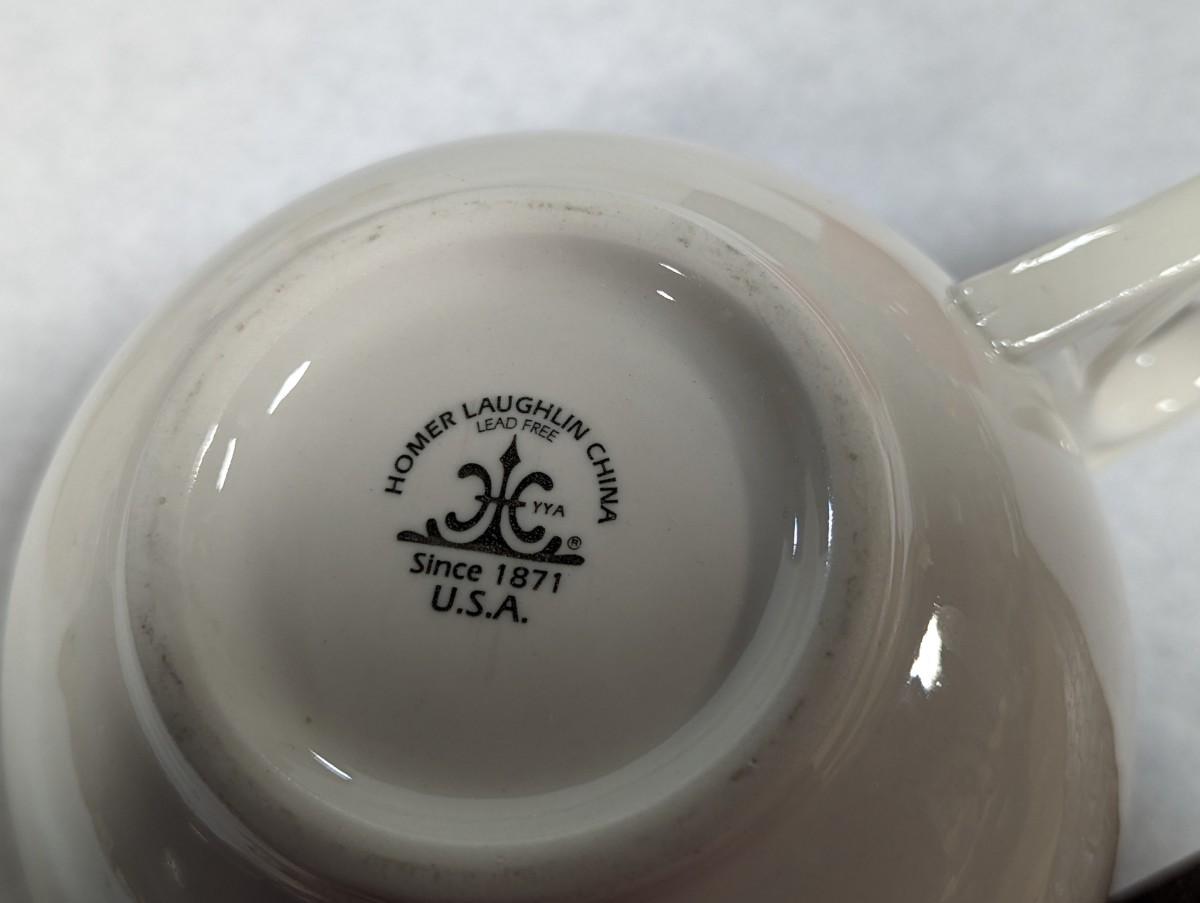 HOMER LAUGHLIN CHINA
LEAD FREE
YYA
®
Since 1871
U.S.A.